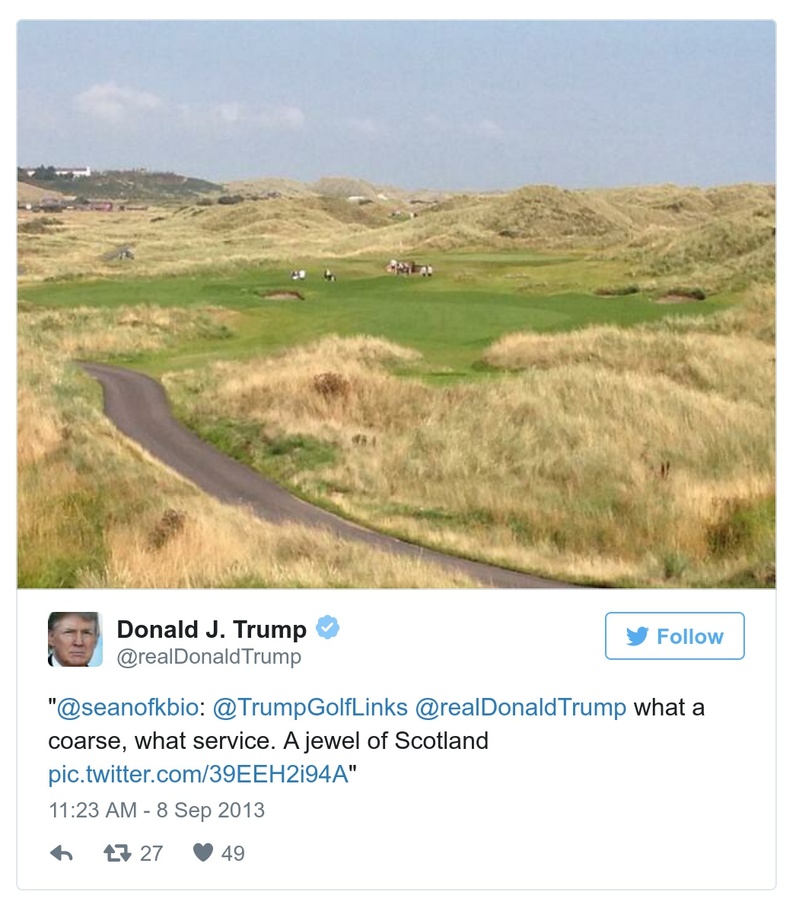 Donald J. Trump
Follow
@realDonaldTrump
"@seanofkbio: @TrumpGolfLinks @realDonaldTrump what a
coarse, what service. A jewel of Scotland
pic.twitter.com/39EEH2i94A"
11:23 AM - 8 Sep 2013
27 49